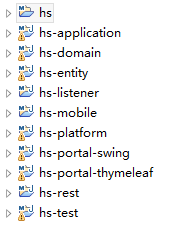 hs
hs-application
hs-domain
hs-entity
hs-listener
hs-mobile
hs-platform
hs-portal-swing
hs-portal-thymeleaf
hs-rest
hs-test